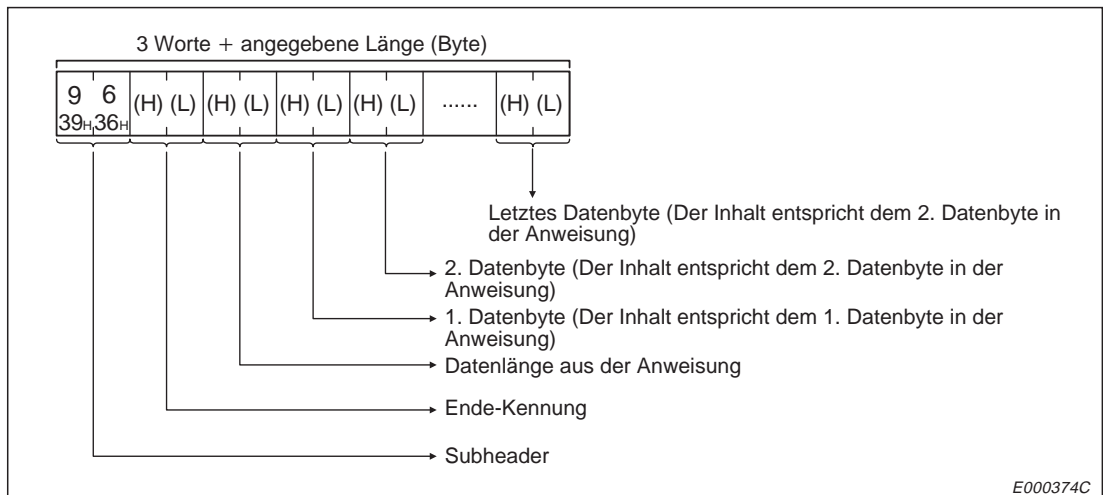 3 Worte + angegebene Länge (Byte)
9 6 (H) (L) (H) (L) (H) (L) (H) (L) ...... (H) (L)
39H 36H
Letztes Datenbyte (Der Inhalt entspricht dem 2. Datenbyte in
der Anweisung)
2. Datenbyte (Der Inhalt entspricht dem 2. Datenbyte in der
Anweisung)
1. Datenbyte (Der Inhalt entspricht dem 1. Datenbyte in der
Anweisung)
Datenlänge aus der Anweisung
Ende-Kennung
Subheader
E000374C